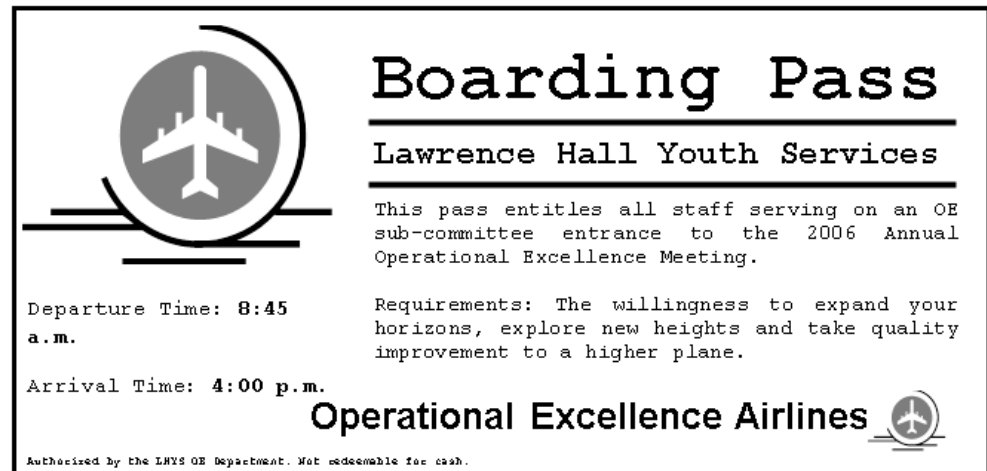 Boarding Pass
Lawrence Hall Youth Services
This pass entitles all staff serving on an OE
sub-committee entrance to the 2006 Annual
Operational Excellence Meeting.
Requirements: The willingness to expand your
horizons, explore new heights and take quality
improvement to a higher plane.
Departure Time: 8:45
a.m.
Arrival Time: 4:00 p.m.
Operational Excellence Airlines
Authorized by the LHYS OE Department. Not redeemable for cash.